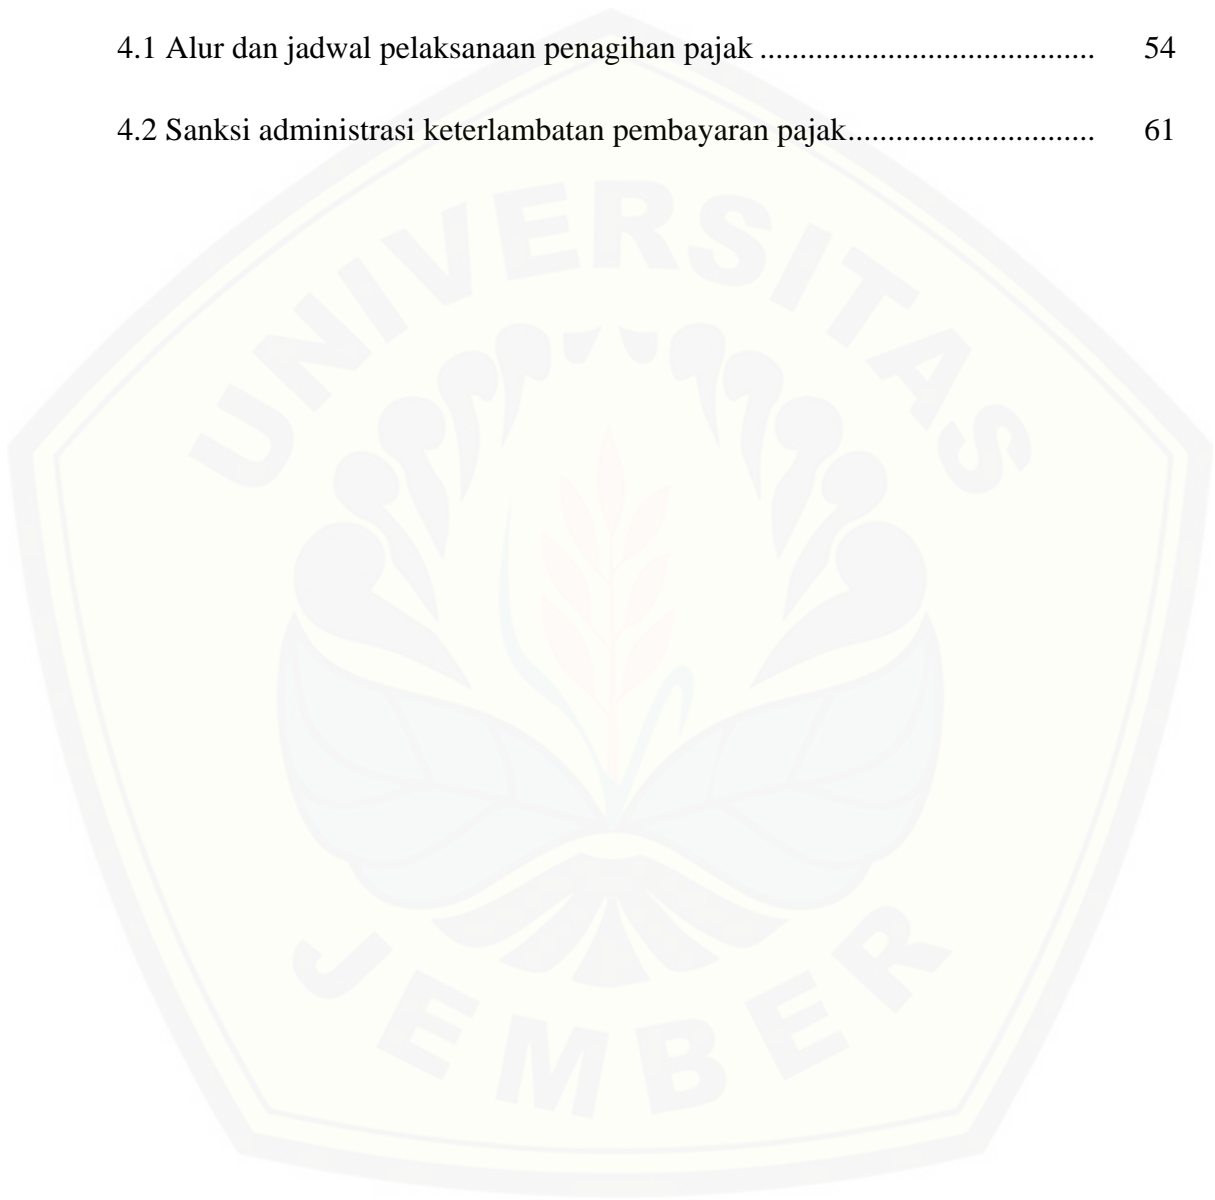 4.1 Alur dan jadwal pelaksanaan penagihan pajak .......................................... 54
4.2 Sanksi administrasi keterlambatan pembayaran pajak............................... 61
UNIVERSITAS
JEMBER